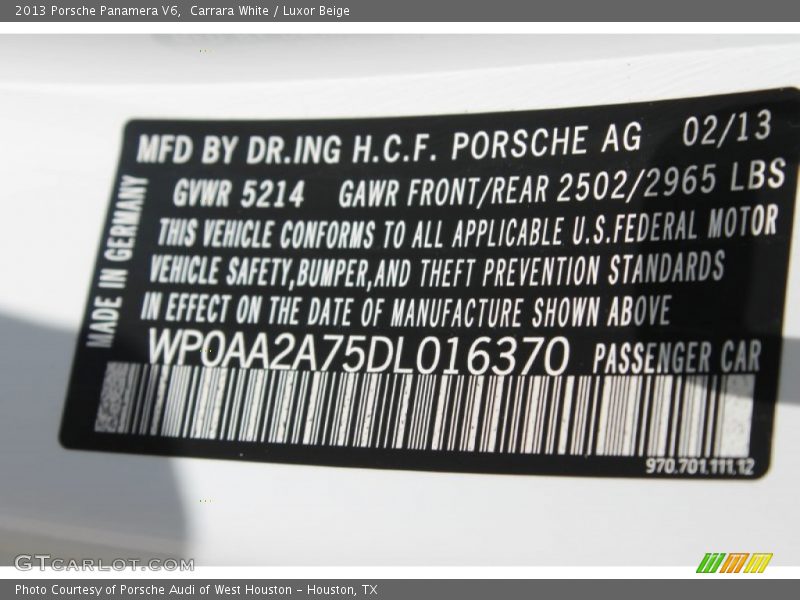 2013 Porsche Panamera V6, Carrara White / Luxor Beige
MFD BY DR.ING H.C.F. PORSCHE AG 02/13
GVWR 5214 GAWR FRONT/REAR 2502/2965 LBS
THIS VEHICLE CONFORMS TO ALL APPLICABLE U.S.FEDERAL MOTOR
VEHICLE SAFETY,BUMPER,AND THEFT PREVENTION STANDARDS
IN EFFECT ON THE DATE OF MANUFACTURE SHOWN ABOVE
WP0AA2A75DL016370 PASSENGER CAR
MADE IN GERMANY
970.701.111.12
GTCARLOT.COM
Photo Courtesy of Porsche Audi of West Houston - Houston, TX